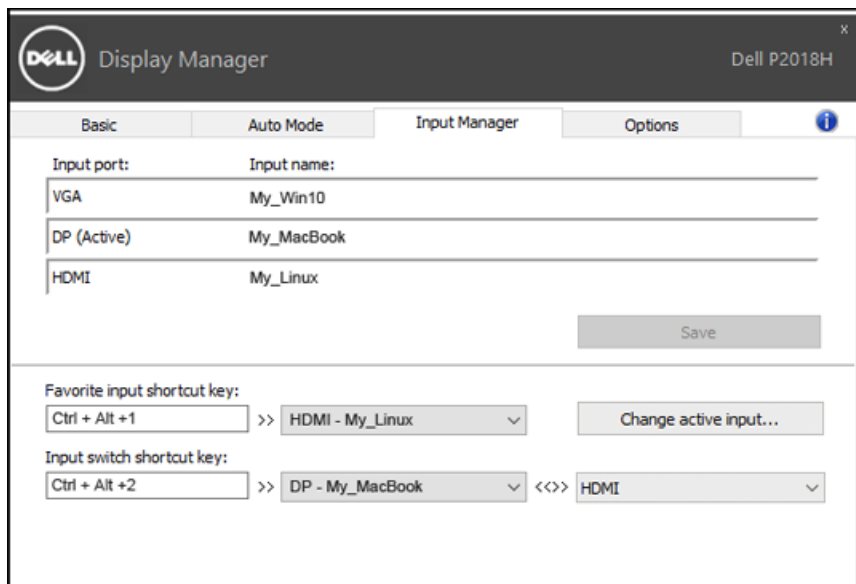 x
DELL Display Manager Dell P2018H
Basic Auto Mode Input Manager Options i
Input port: Input name:
VGA My_Win10
DP (Active) My_MacBook
HDMI My_Linux
Save
Favorite input shortcut key:
Ctrl + Alt +1 >> HDMI - My_Linux Change active input...
Input switch shortcut key:
Ctrl + Alt +2 >> DP - My_MacBook <<>> HDMI